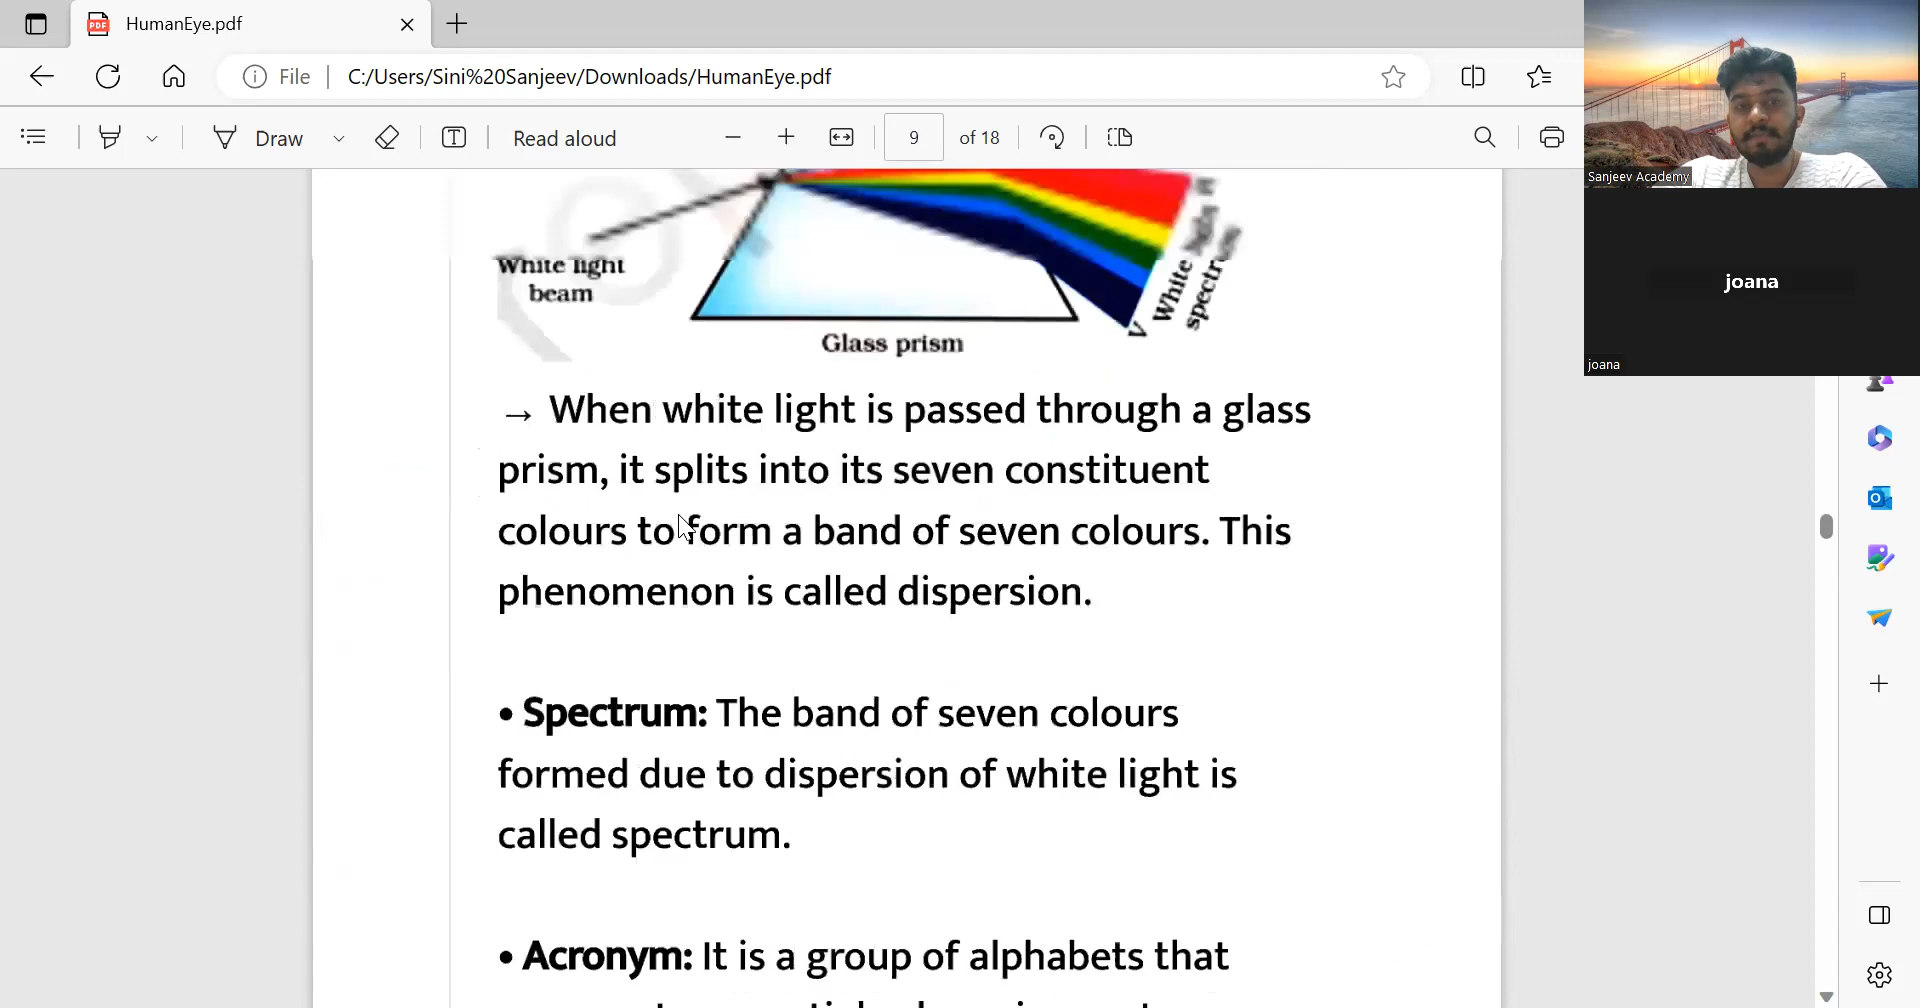 HumanEye.pdf
File
C:/Users/Sini%20Sanjeev/Downloads/HumanEye.pdf
Draw
Read aloud
9 of 18
Sanjeev Academy
joana
joana
White light
beam
Glass prism
White light
V
→ When white light is passed through a glass
prism, it splits into its seven constituent
colours to form a band of seven colours. This
phenomenon is called dispersion.
• Spectrum: The band of seven colours
formed due to dispersion of white light is
called spectrum.
• Acronym: It is a group of alphabets that